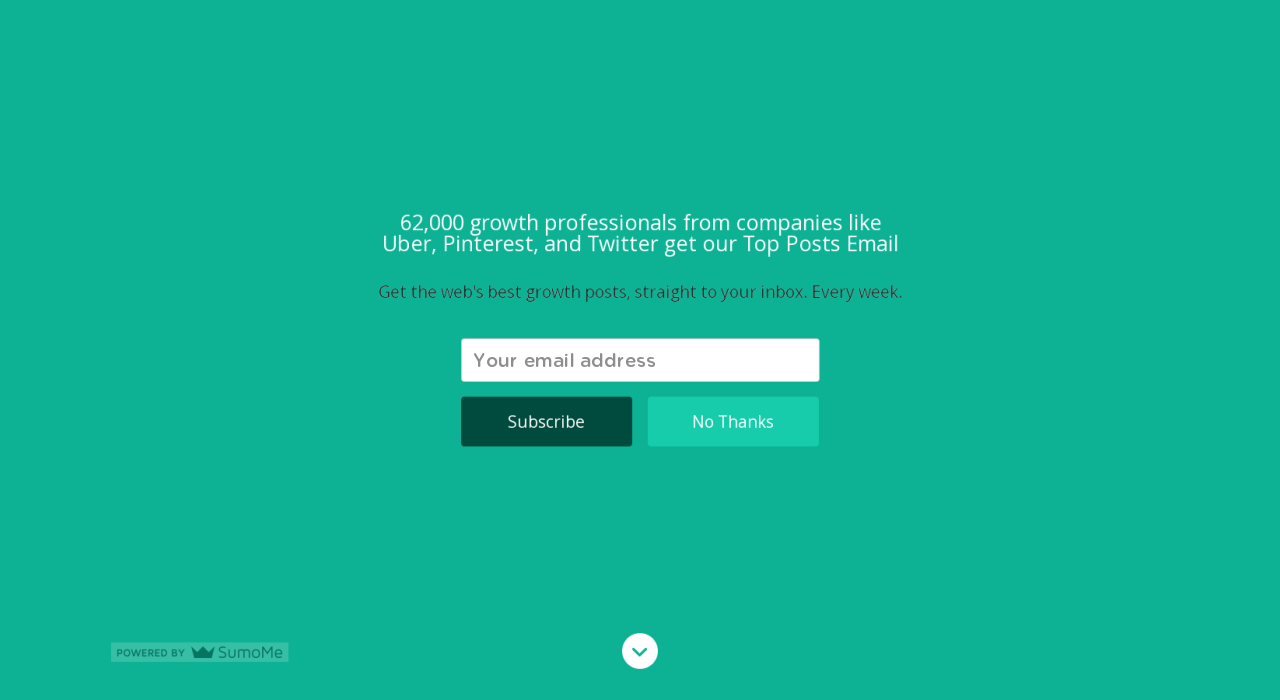 62,000 growth professionals from companies like
Uber, Pinterest, and Twitter get our Top Posts Email
Get the web's best growth posts, straight to your inbox. Every week.
Your email address
Subscribe
No Thanks
POWERED BY SumoMe